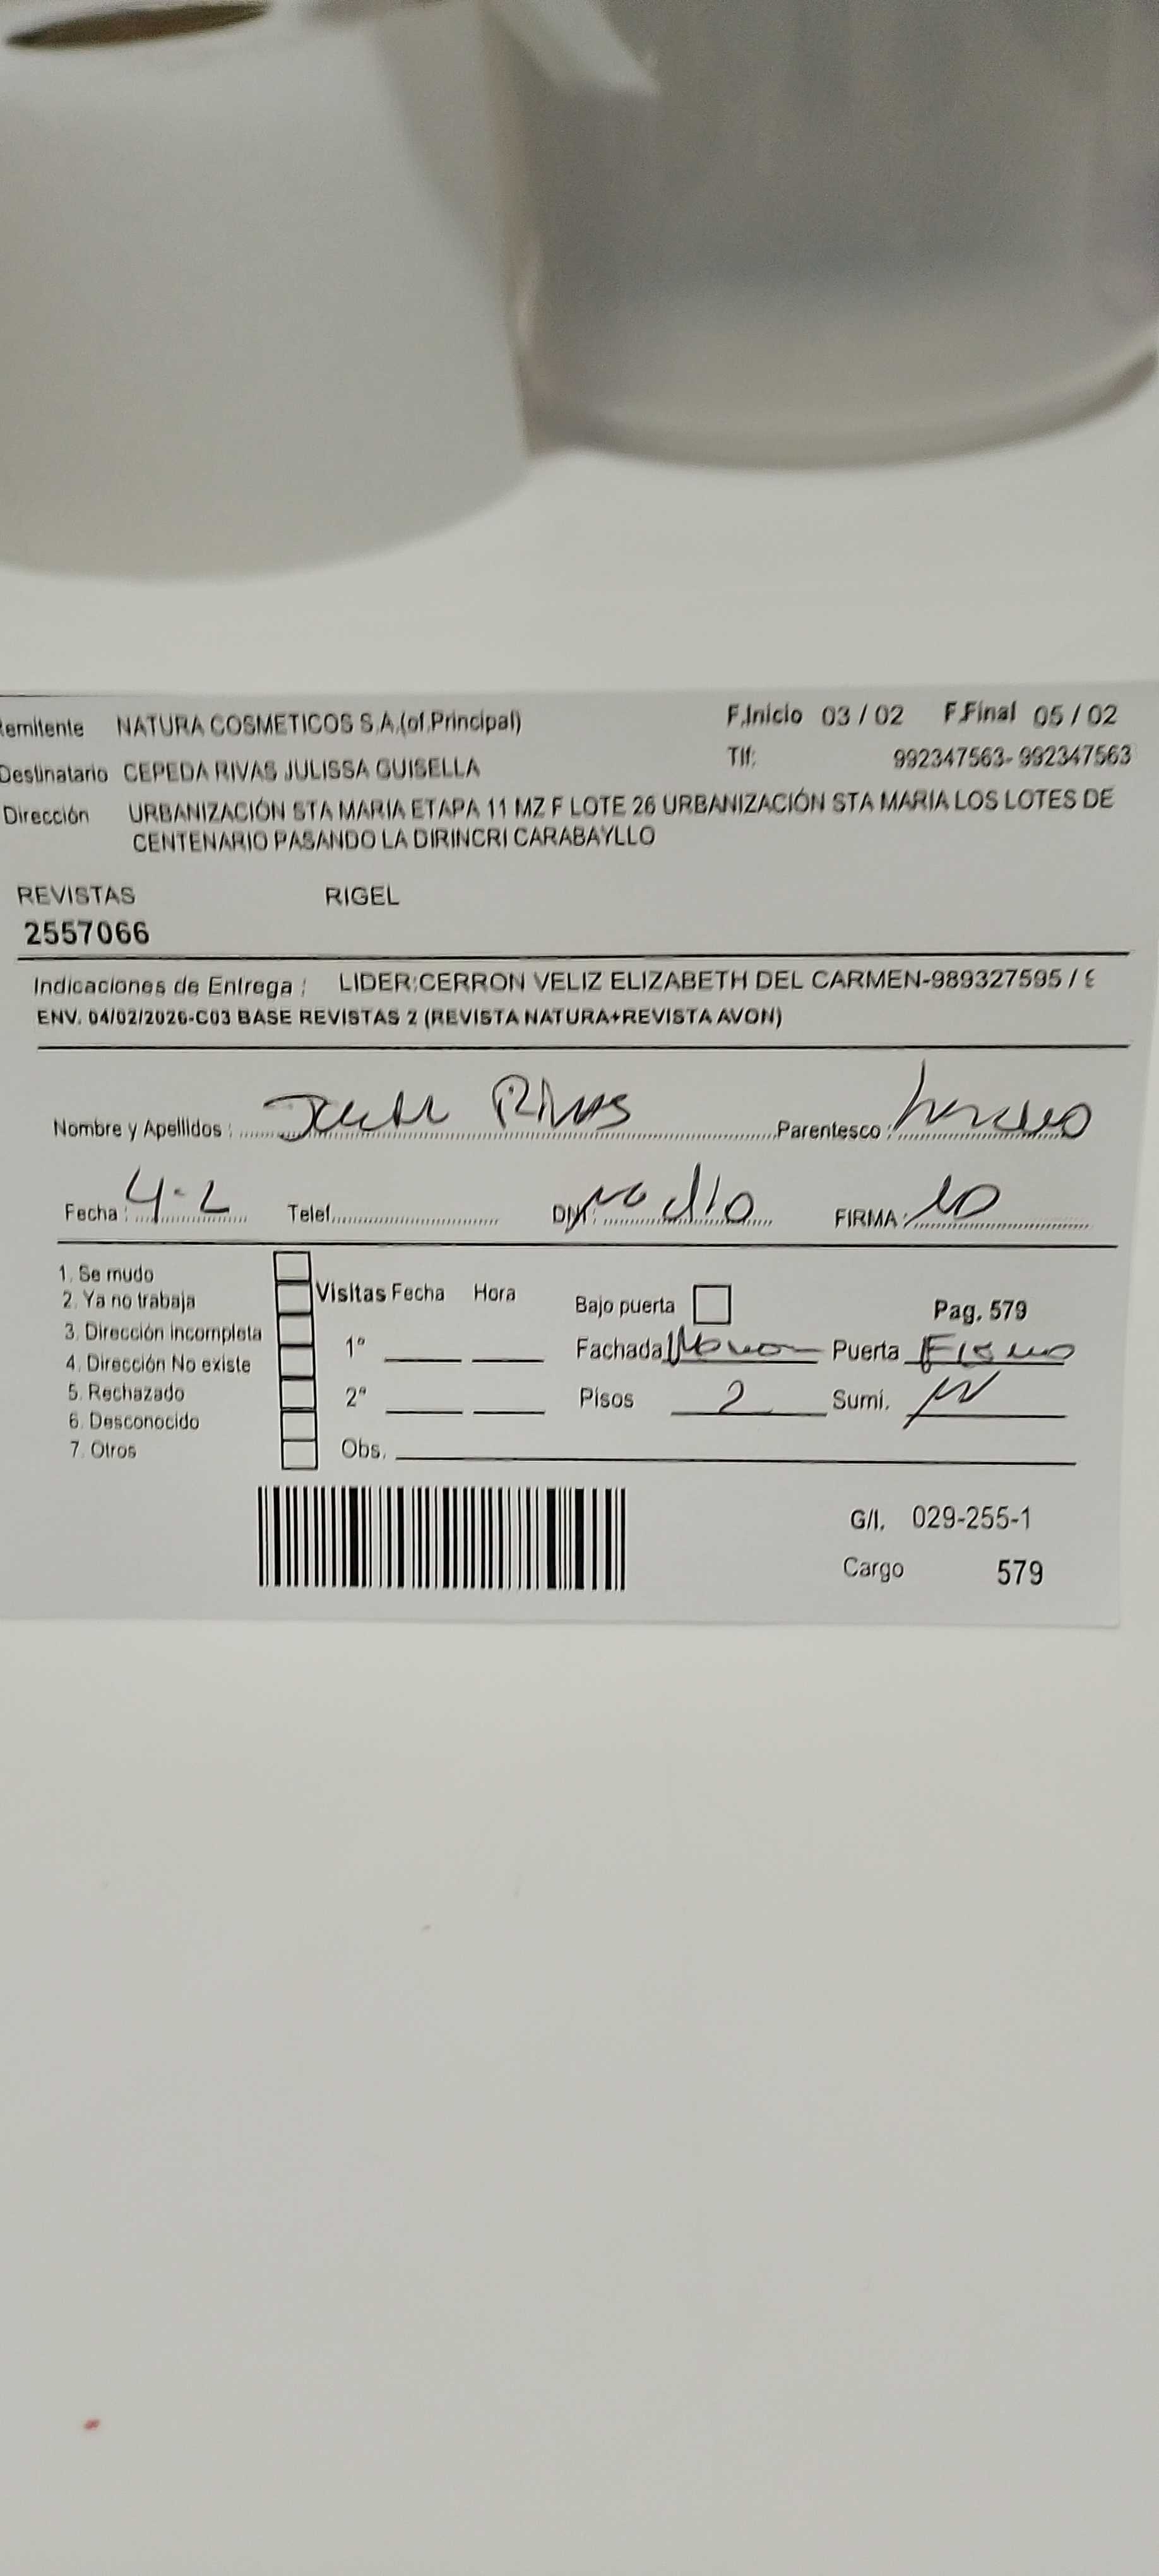 emitente NATURA COSMETICOS S.A.(of.Principal) F.Inicio 03 / 02 F.Final 05 / 02
Destinatario CEPEDA RIVAS JULISSA GUISELLA Tlf: 992347563- 992347563
Dirección URBANIZACIÓN STA MARIA ETAPA 11 MZ F LOTE 26 URBANIZACIÓN STA MARIA LOS LOTES DE
CENTENARIO PASANDO LA DIRINCRI CARABAYLLO
REVISTAS RIGEL
2557066
Indicaciones de Entrega : LIDER:CERRON VELIZ ELIZABETH DEL CARMEN-989327595 /
ENV. 04/02/2026-C03 BASE REVISTAS 2 (REVISTA NATURA+REVISTA AVON)
Nombre y Apellidos : Rivas Parentesco :
Fecha : 4-2 Telef. DNI: no dio FIRMA:
1. Se mudo
2. Ya no trabaja Visitas Fecha Hora Bajo puerta Pag. 579
3. Dirección incompleta 1º Fachada Puerta
4. Dirección No existe
5. Rechazado 2º Pisos 2 Sumi.
6. Desconocido
7. Otros Obs.
G/I. 029-255-1
Cargo 579